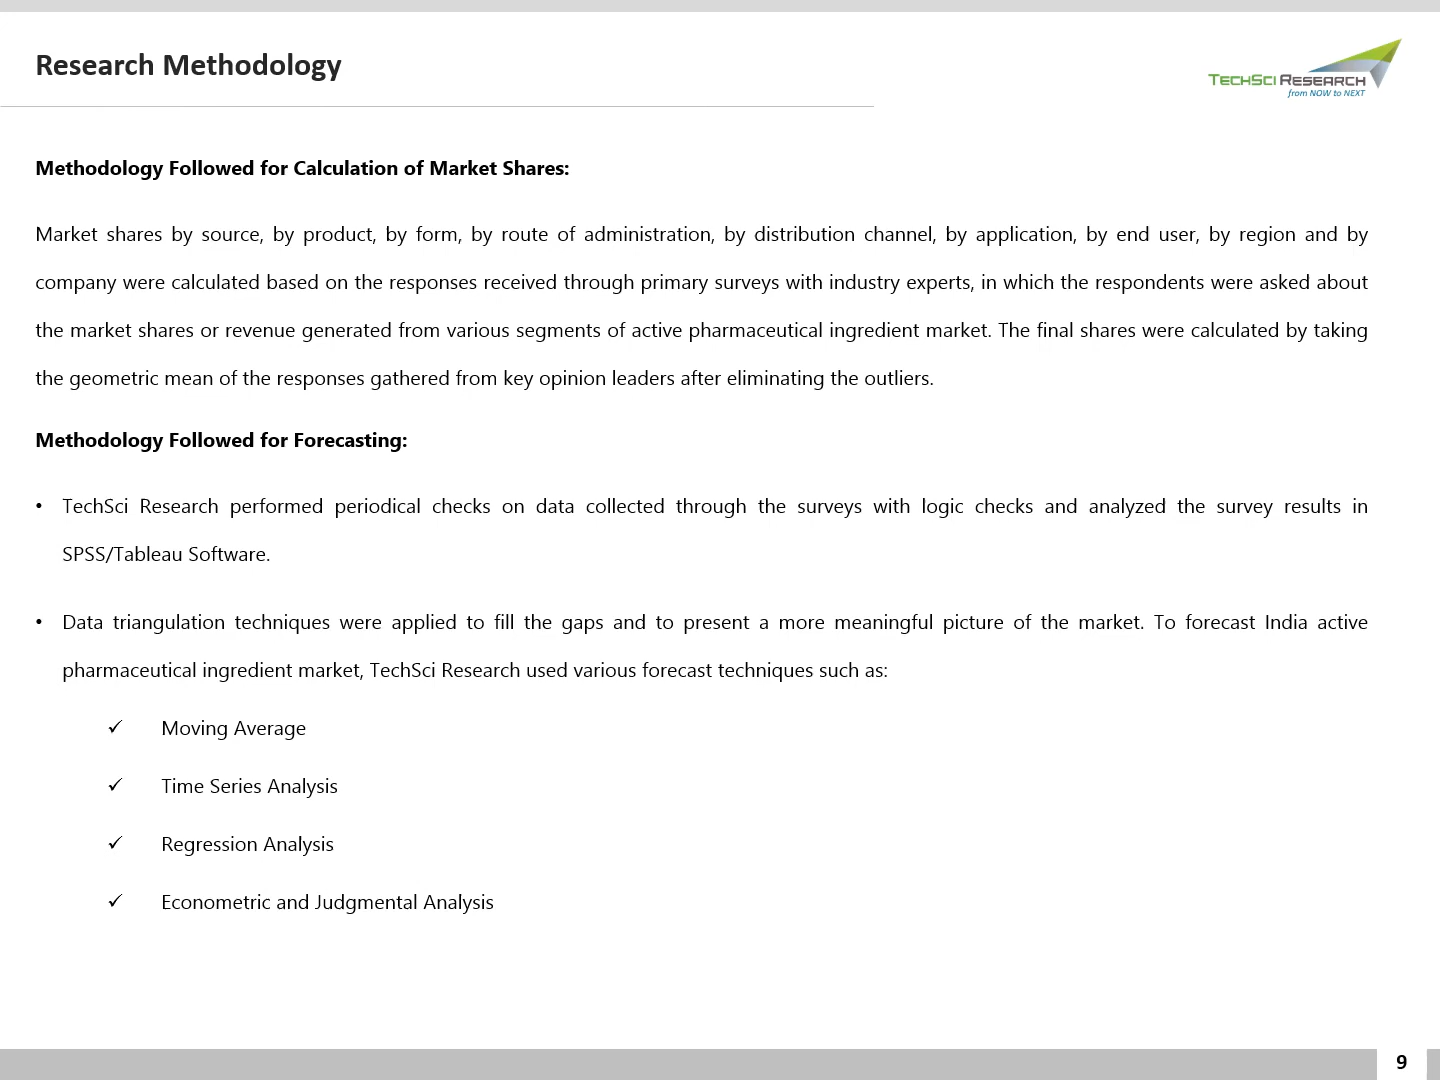 Research Methodology
TECHSCI RESEARCH
from NOW to NEXT
Methodology Followed for Calculation of Market Shares:
Market shares by source, by product, by form, by route of administration, by distribution channel, by application, by end user, by region and by
company were calculated based on the responses received through primary surveys with industry experts, in which the respondents were asked about
the market shares or revenue generated from various segments of active pharmaceutical ingredient market. The final shares were calculated by taking
the geometric mean of the responses gathered from key opinion leaders after eliminating the outliers.
Methodology Followed for Forecasting:
• TechSci Research performed periodical checks on data collected through the surveys with logic checks and analyzed the survey results in
SPSS/Tableau Software.
• Data triangulation techniques were applied to fill the gaps and to present a more meaningful picture of the market. To forecast India active
pharmaceutical ingredient market, TechSci Research used various forecast techniques such as:
✓ Moving Average
✓ Time Series Analysis
✓ Regression Analysis
✓ Econometric and Judgmental Analysis
9